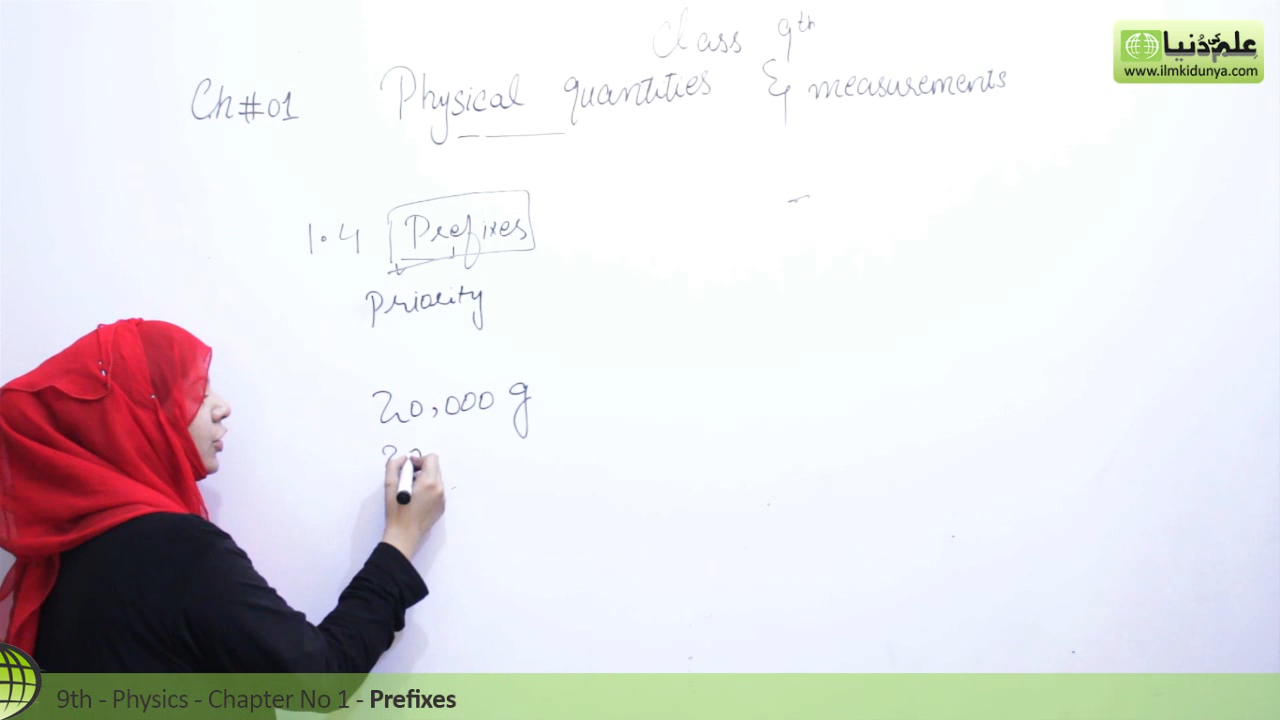 Class 9th
علم کی دنیا
www.ilmkidunya.com
Ch#01 Physical quantities & measurements
1.4 Prefixes
Priority
20,000 g
20
9th - Physics - Chapter No 1 - Prefixes